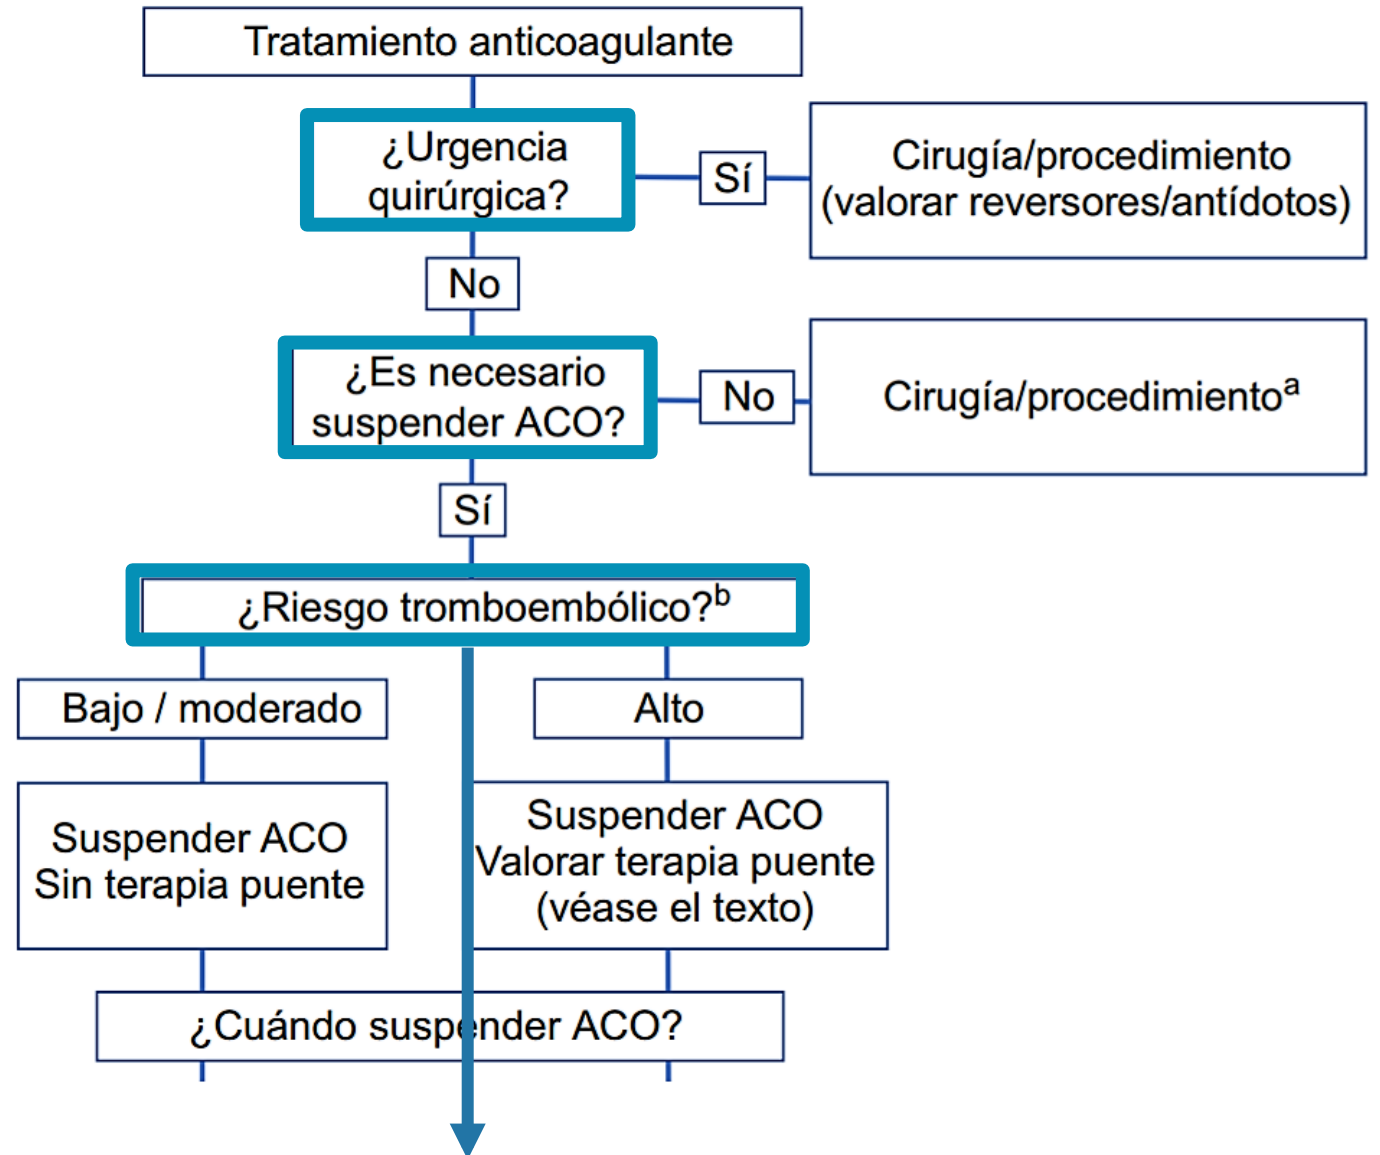 Tratamiento anticoagulante
¿Urgencia
quirúrgica?
Sí
Cirugía/procedimiento
(valorar reversores/antídotos)
No
¿Es necesario
suspender ACO?
No
Cirugía/procedimientoᵃ
Sí
¿Riesgo tromboembólico?ᵇ
Bajo / moderado
Alto
Suspender ACO
Sin terapia puente
Suspender ACO
Valorar terapia puente
(véase el texto)
¿Cuándo suspender ACO?